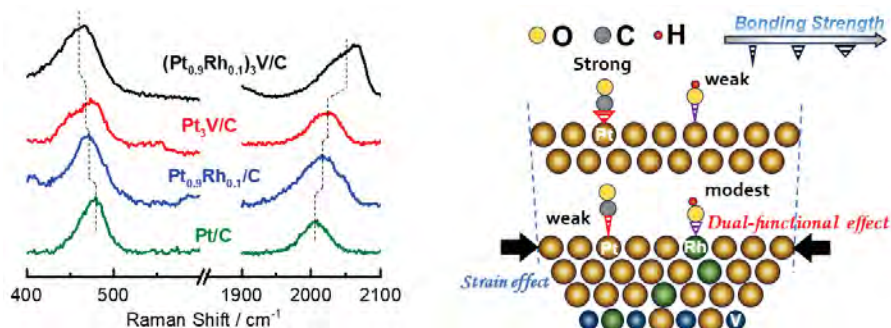 (Pt0.9Rh0.1)3V/C
Pt3V/C
Pt0.9Rh0.1/C
Pt/C
400 500 1900 2000 2100
Raman Shift / cm-1
O C H
Bonding Strength
Strong
weak
Pt
modest
weak
Dual-functional effect
Pt Rh
Strain effect
V